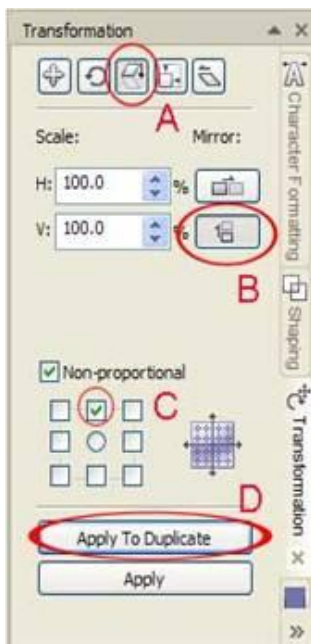 Transformation
A
Scale: Mirror:
H: 100.0 %
V: 100.0 %
B
Non-proportional
C
D
Apply To Duplicate
Apply
Character Formatting
Shaping
Transformation